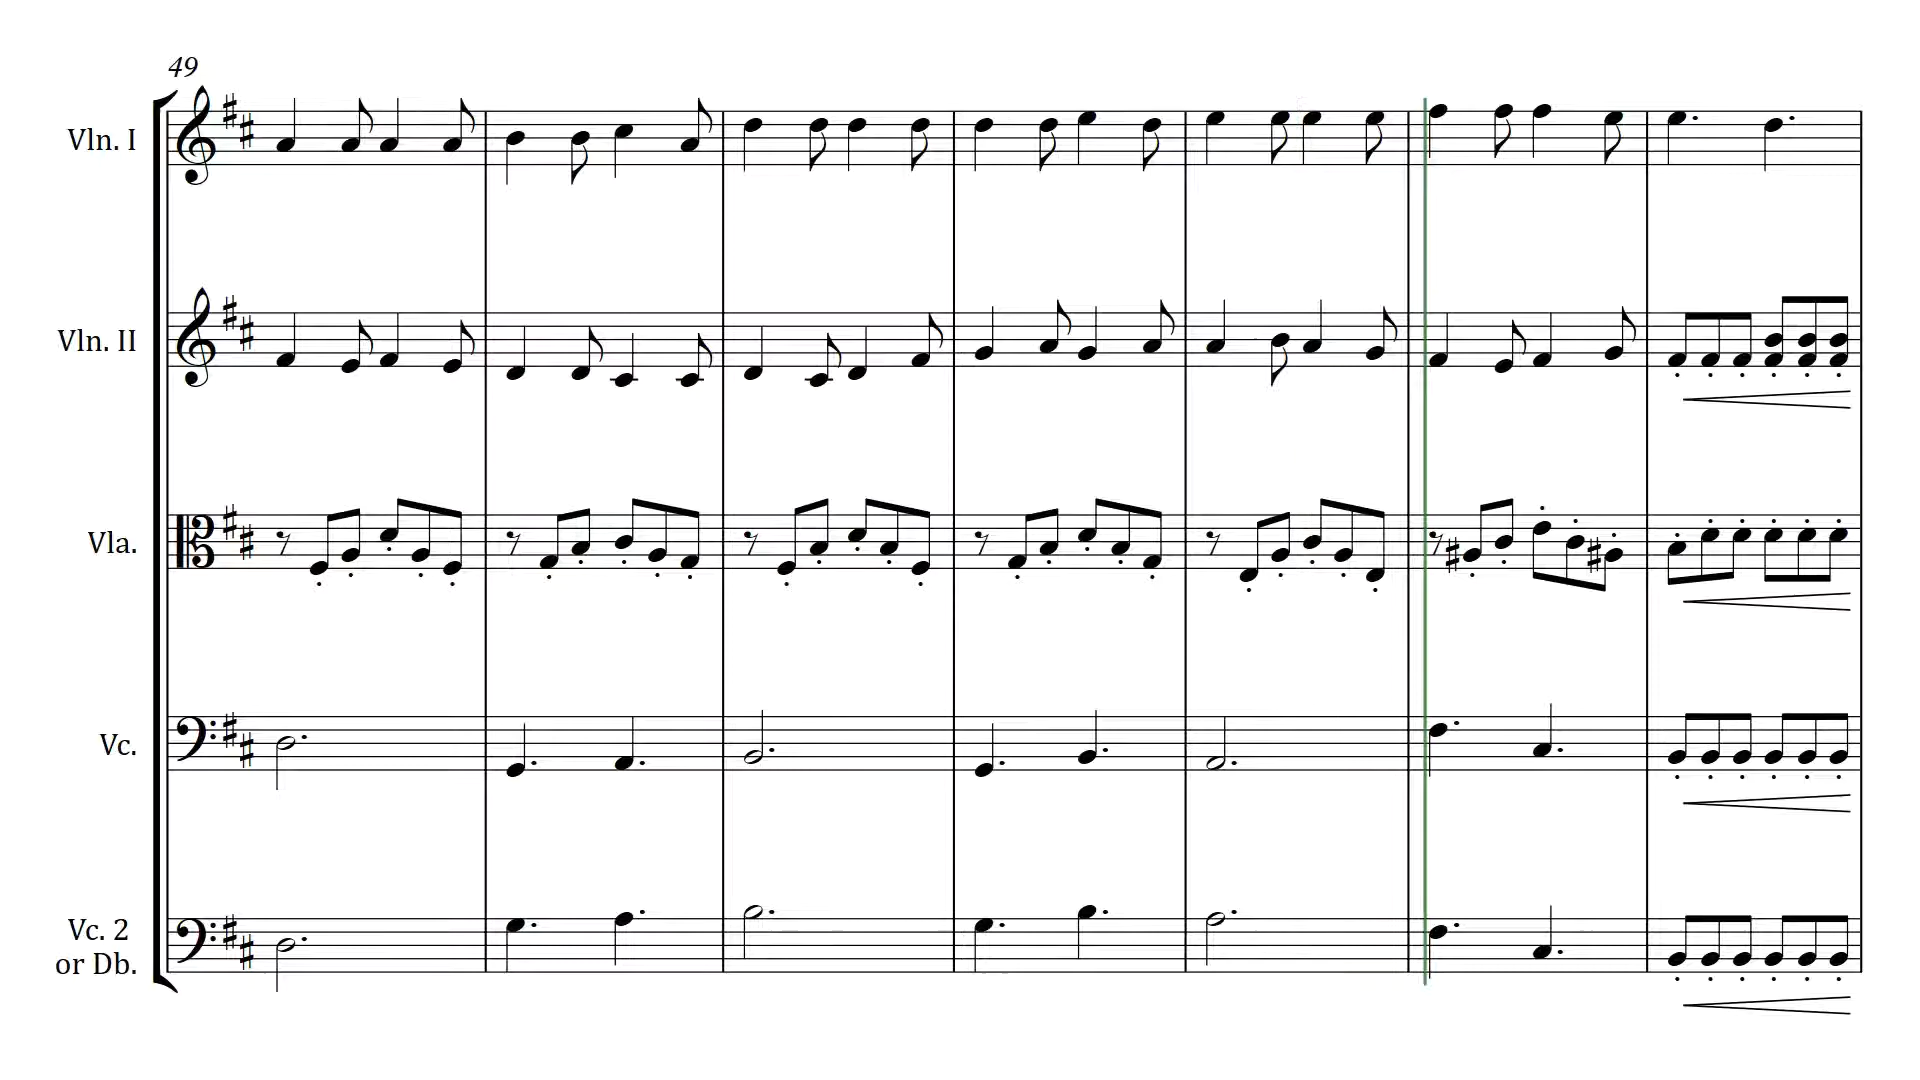 49
Vln. I
Vln. II
Vla.
Vc.
Vc. 2
or Db.